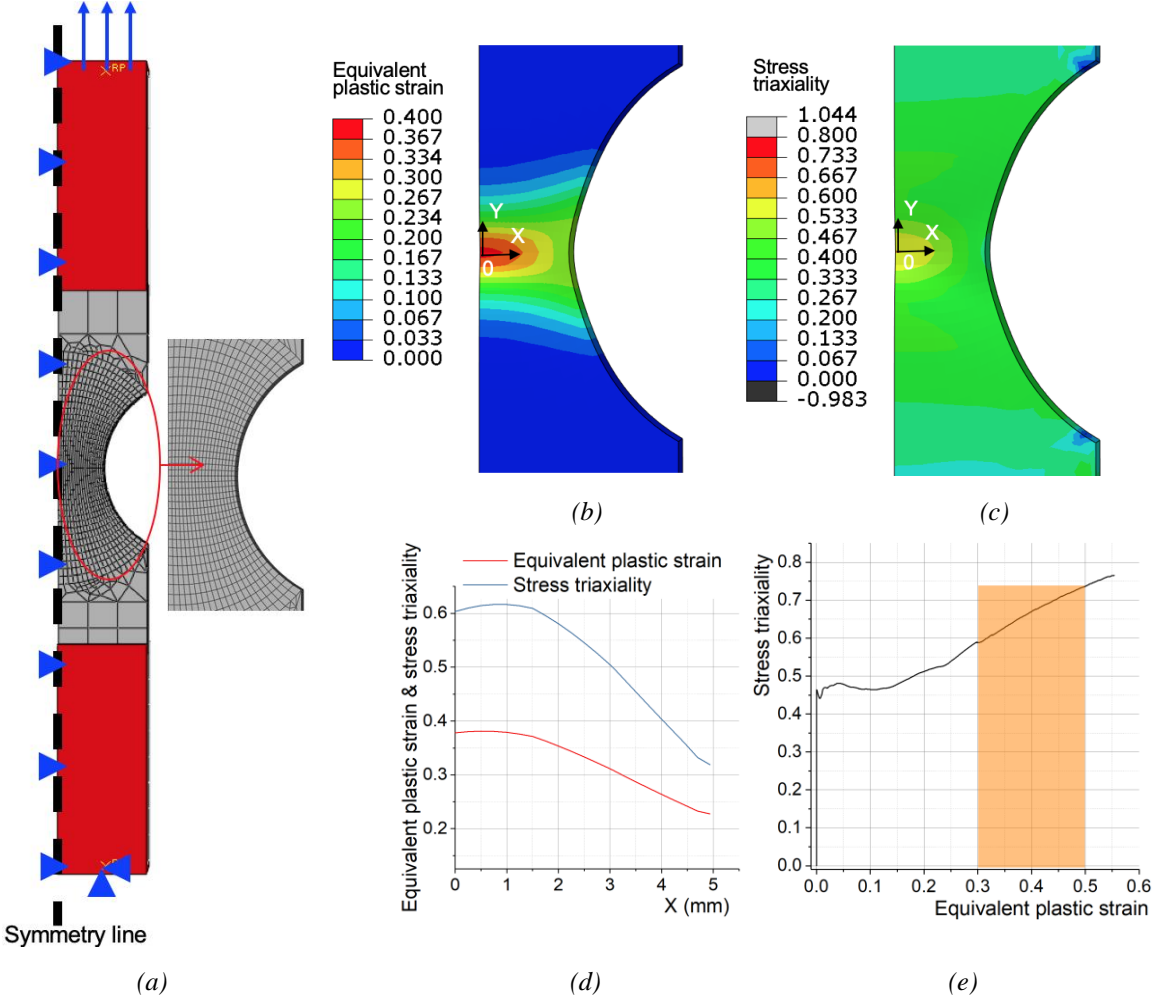 RP
Symmetry line
(a)
Equivalent
plastic strain
0.400
0.367
0.334
0.300
0.267
0.234
0.200
0.167
0.133
0.100
0.067
0.033
0.000
Y
X
0
(b)
Stress
triaxiality
1.044
0.800
0.733
0.667
0.600
0.533
0.467
0.400
0.333
0.267
0.200
0.133
0.067
0.000
-0.983
Y
X
0
(c)
Equivalent plastic strain & stress triaxiality
Equivalent plastic strain
Stress triaxiality
0.6
0.5
0.4
0.3
0.2
0
1
2
3
4
5
X (mm)
(d)
Stress triaxiality
0.8
0.7
0.6
0.5
0.4
0.3
0.2
0.1
0.0
0.0
0.1
0.2
0.3
0.4
0.5
0.6
Equivalent plastic strain
(e)